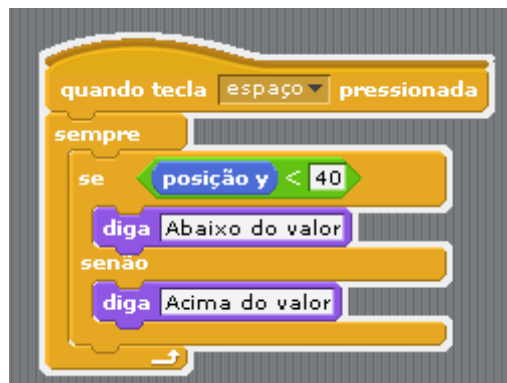 quando tecla espaço pressionada
sempre
se posição y < 40
diga Abaixo do valor
senão
diga Acima do valor